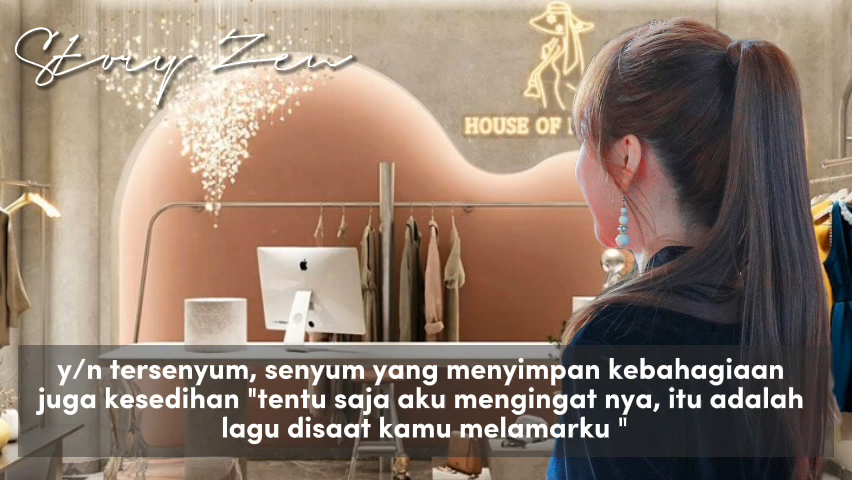 Story Zen
HOUSE OF
y/n tersenyum, senyum yang menyimpan kebahagiaan
juga kesedihan "tentu saja aku mengingat nya, itu adalah
lagu disaat kamu melamarku "